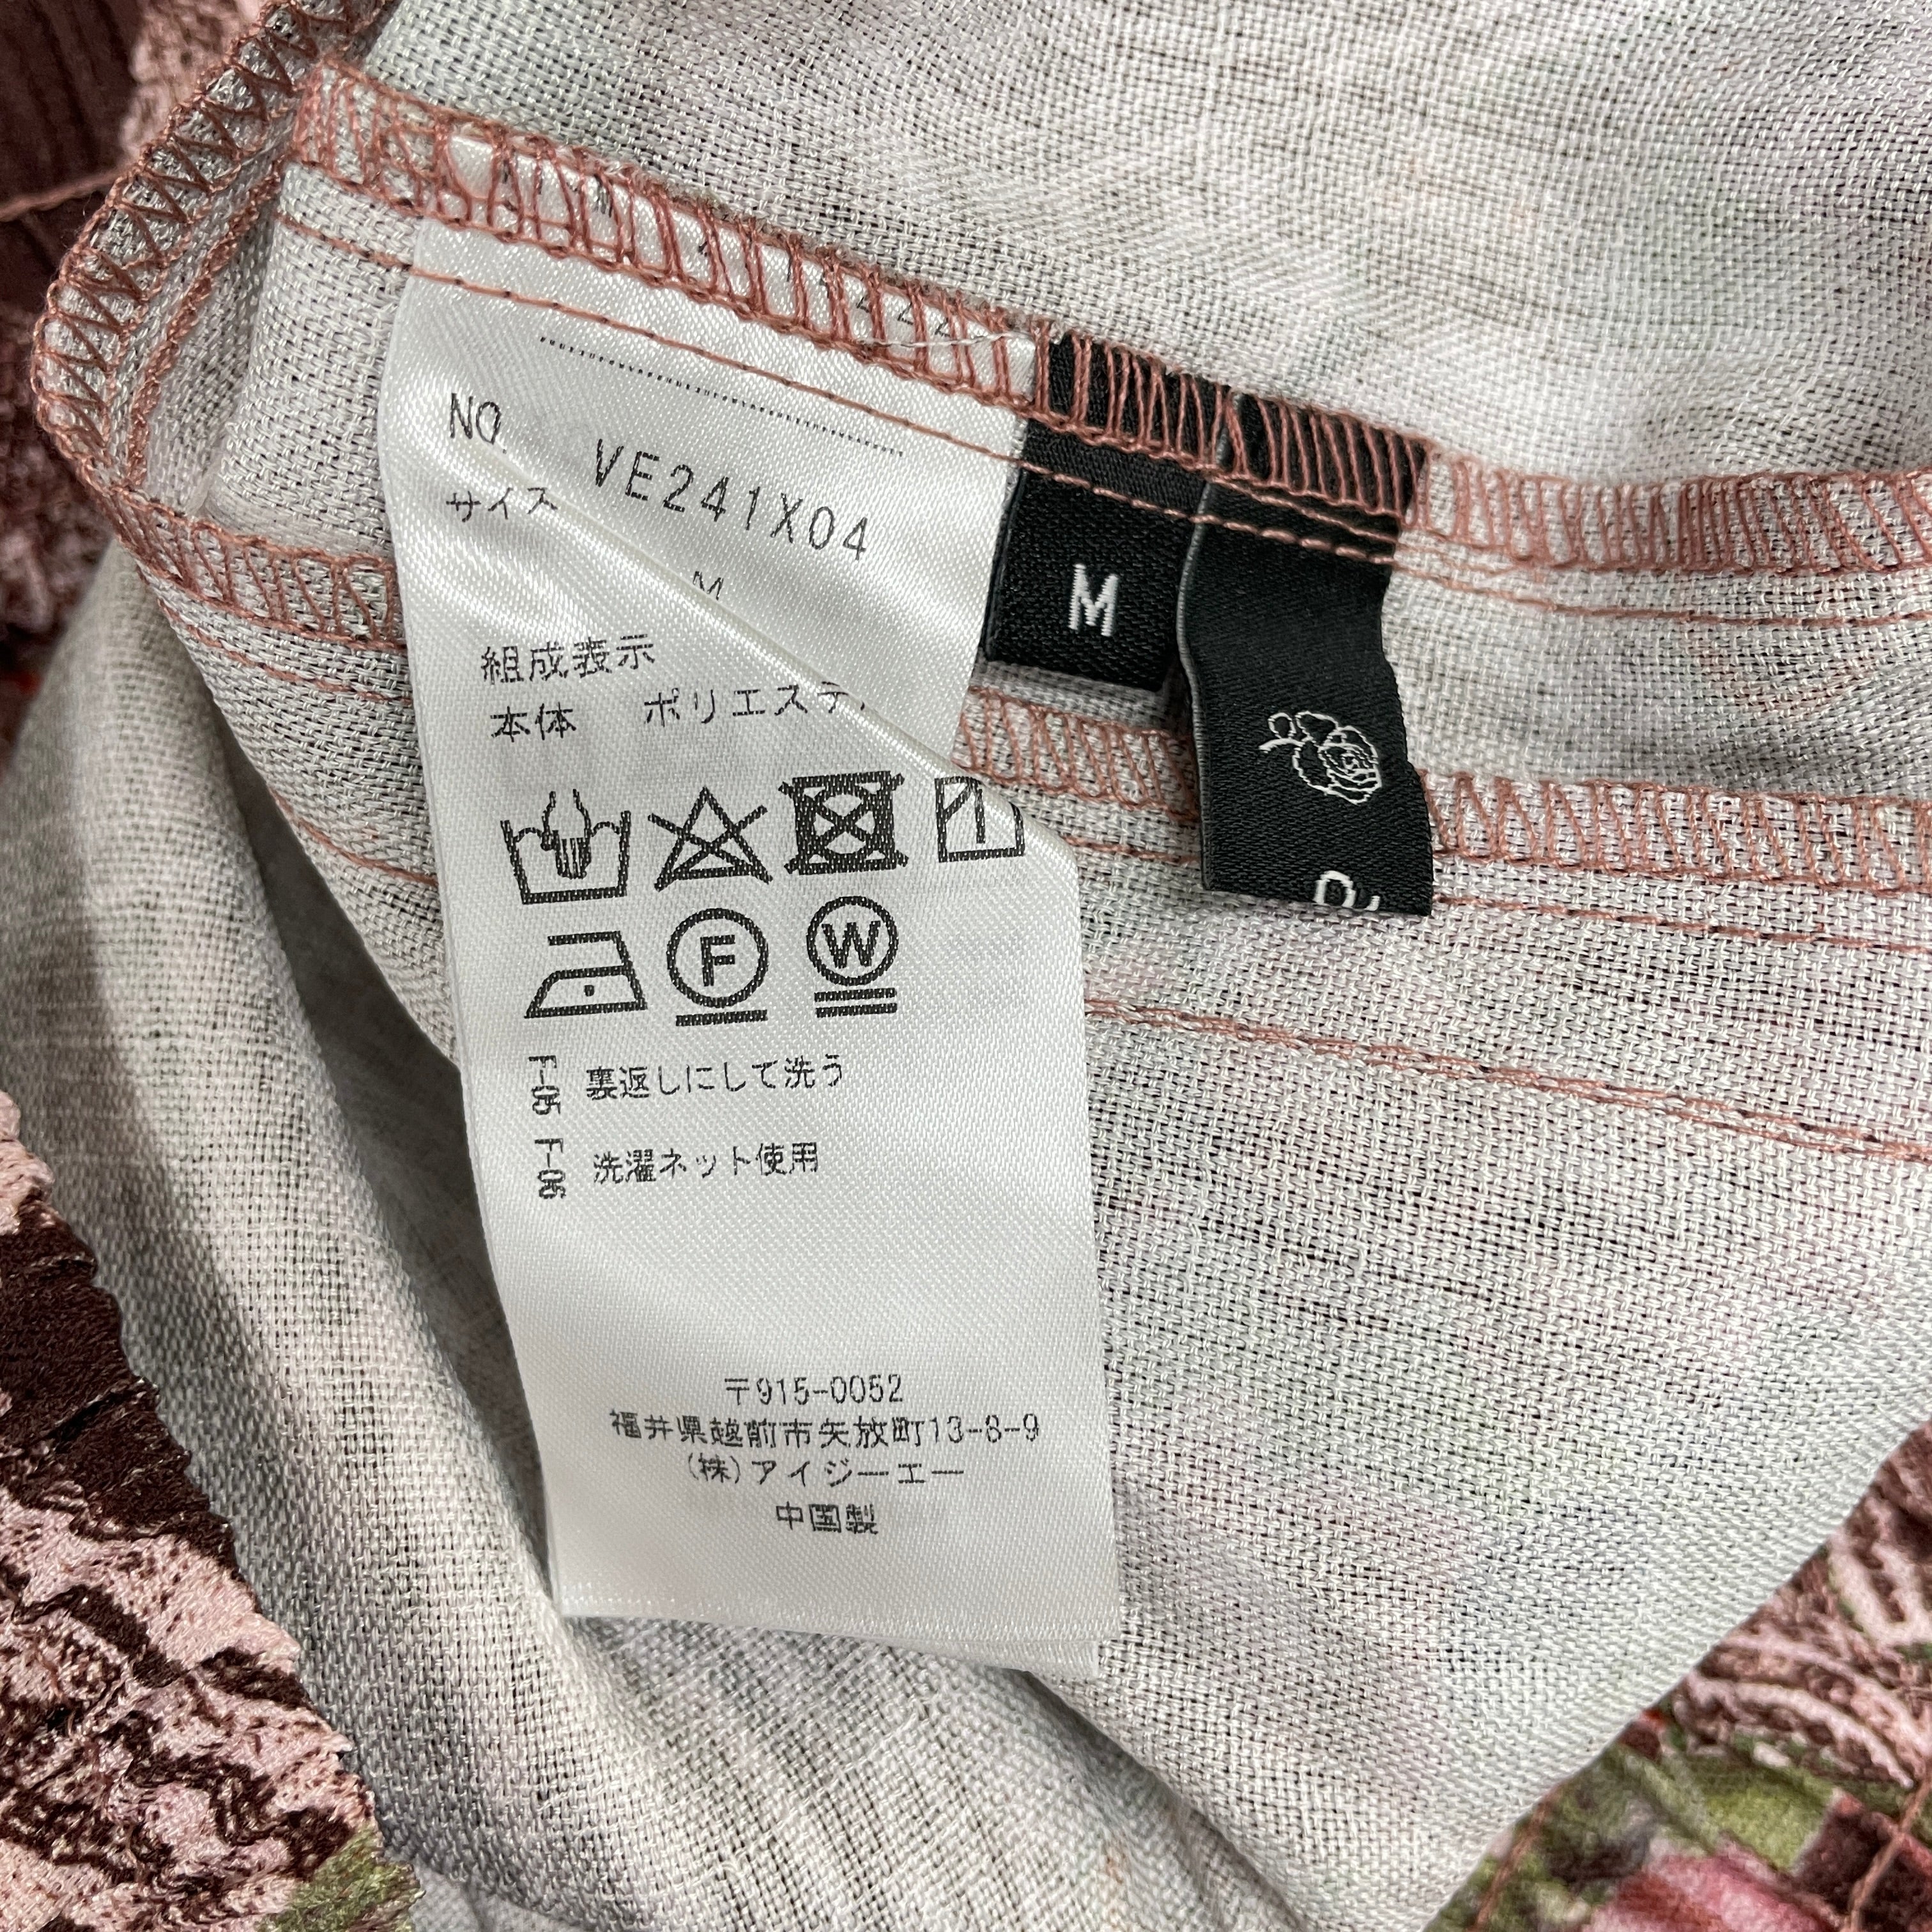 NO.
VE241X04
サイズ
M
M
組成表示
本体 ポリエステ
F
W
F-05 裏返しにして洗う
F-06 洗濯ネット使用
〒915-0052
福井県越前市矢放町13-8-9
(株)アイジーエー
中国製